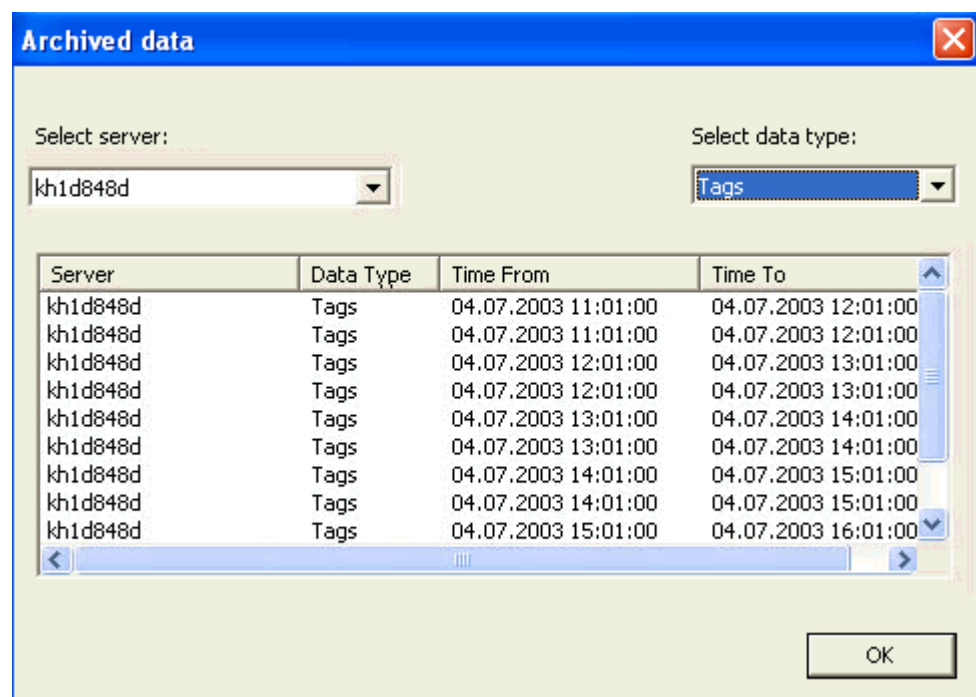 Archived data
Select server: Select data type:
kh1d848d Tags
Server Data Type Time From Time To
kh1d848d Tags 04.07.2003 11:01:00 04.07.2003 12:01:00
kh1d848d Tags 04.07.2003 11:01:00 04.07.2003 12:01:00
kh1d848d Tags 04.07.2003 12:01:00 04.07.2003 13:01:00
kh1d848d Tags 04.07.2003 12:01:00 04.07.2003 13:01:00
kh1d848d Tags 04.07.2003 13:01:00 04.07.2003 14:01:00
kh1d848d Tags 04.07.2003 13:01:00 04.07.2003 14:01:00
kh1d848d Tags 04.07.2003 14:01:00 04.07.2003 15:01:00
kh1d848d Tags 04.07.2003 14:01:00 04.07.2003 15:01:00
kh1d848d Tags 04.07.2003 15:01:00 04.07.2003 16:01:00
OK